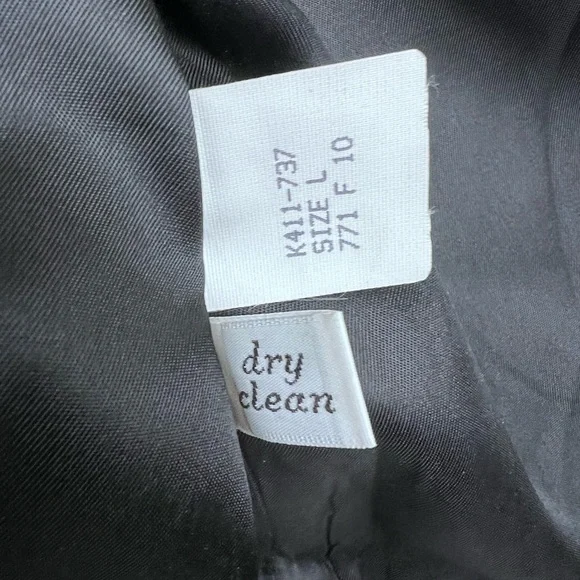 K411-737
SIZE L
771 F 10
dry
clean